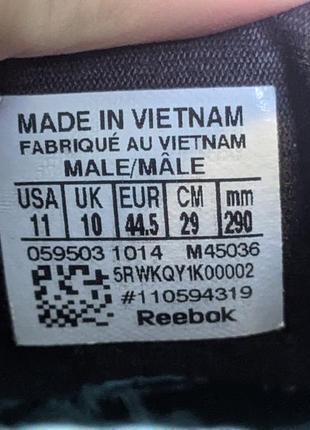 MADE IN VIETNAM
FABRIQUÉ AU VIETNAM
MALE/MÂLE
USA UK EUR CM mm
11 10 44.5 29 290
059503 1014 M45036
5RWKQY1K00002
#110594319
Reebok